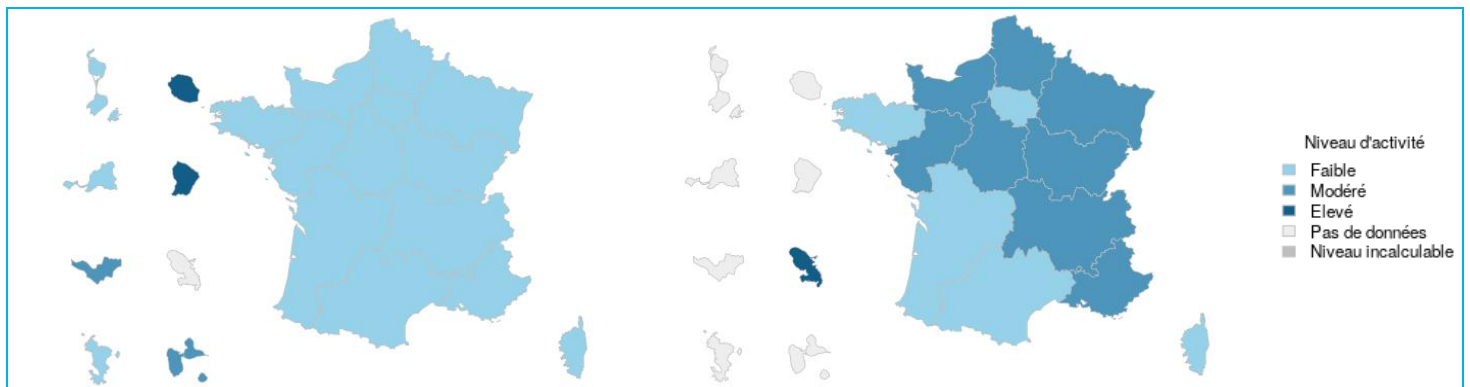 Niveau d'activité
Faible
Modéré
Elevé
Pas de données
Niveau incalculable